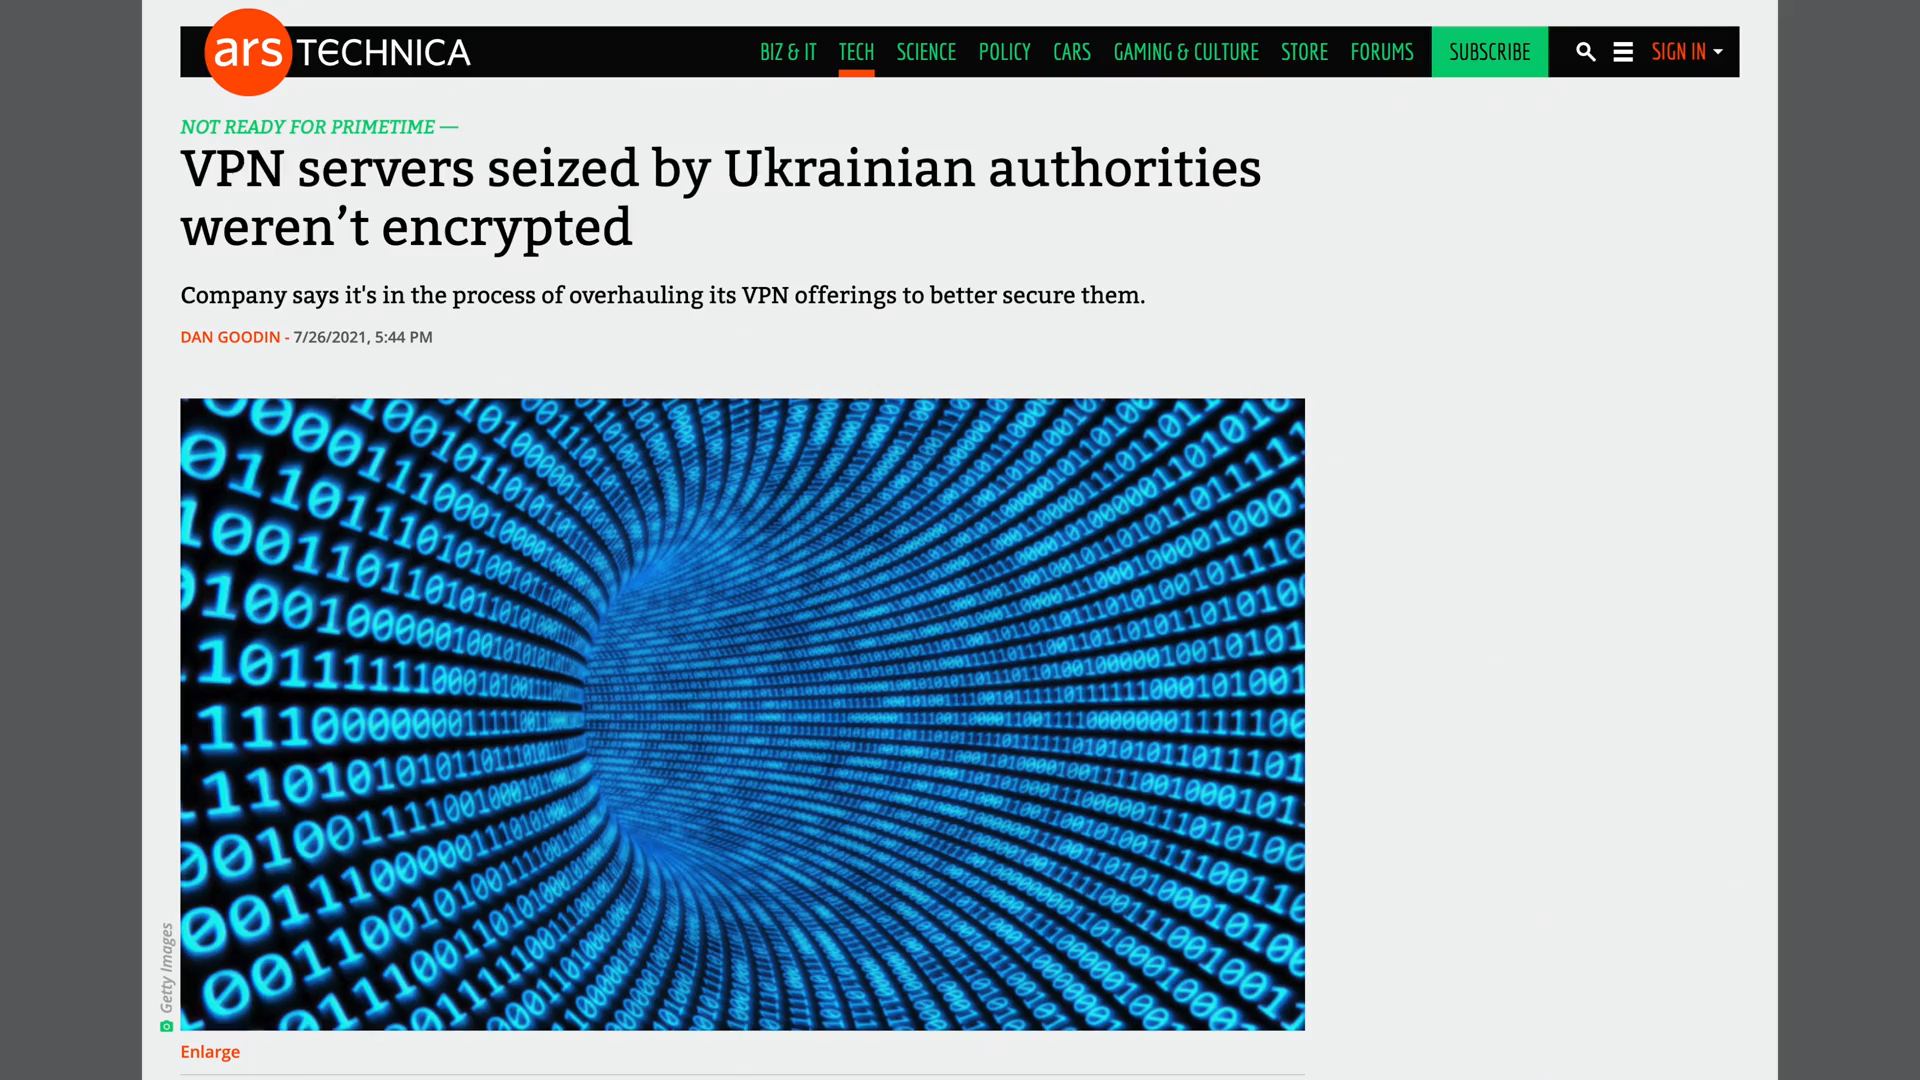 ars TECHNICA
BIZ & IT TECH SCIENCE POLICY CARS GAMING & CULTURE STORE FORUMS SUBSCRIBE SIGN IN
NOT READY FOR PRIMETIME —
VPN servers seized by Ukrainian authorities
weren’t encrypted
Company says it's in the process of overhauling its VPN offerings to better secure them.
DAN GOODIN - 7/26/2021, 5:44 PM
Getty Images
Enlarge